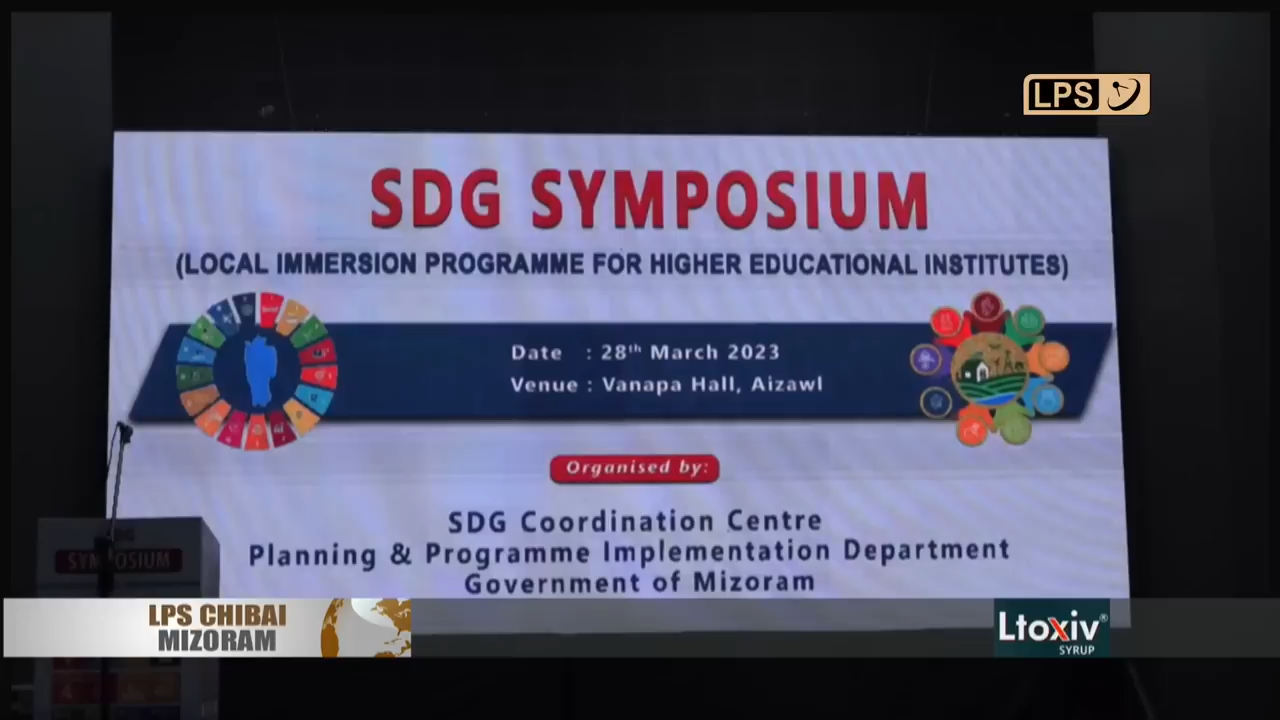 LPS
SDG SYMPOSIUM
(LOCAL IMMERSION PROGRAMME FOR HIGHER EDUCATIONAL INSTITUTES)
Date : 28th March 2023
Venue : Vanapa Hall, Aizawl
Organised by:
SDG Coordination Centre
Planning & Programme Implementation Department
Government of Mizoram
SYMPOSIUM
LPS CHIBAI
MIZORAM
Ltoxiv®
SYRUP